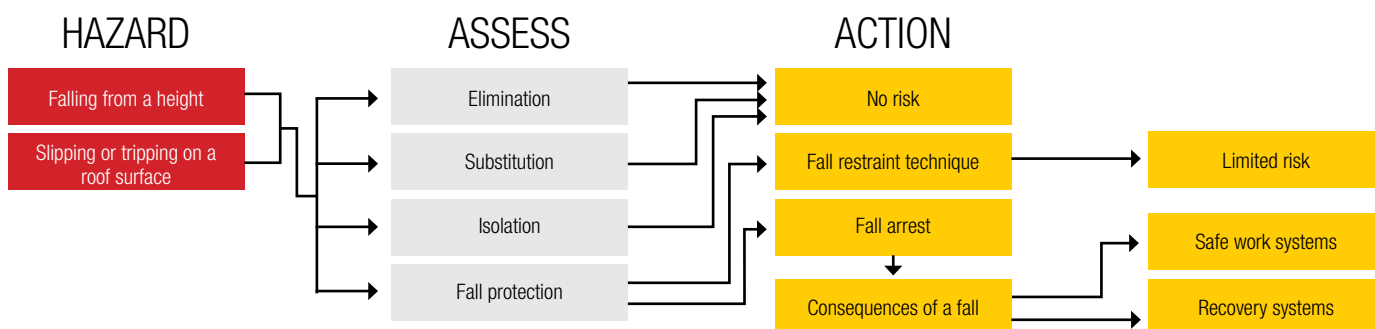 HAZARD
ASSESS
ACTION
Falling from a height
Elimination
No risk
Slipping or tripping on a
roof surface
Substitution
Fall restraint technique
Limited risk
Isolation
Fall arrest
Safe work systems
Fall protection
Consequences of a fall
Recovery systems